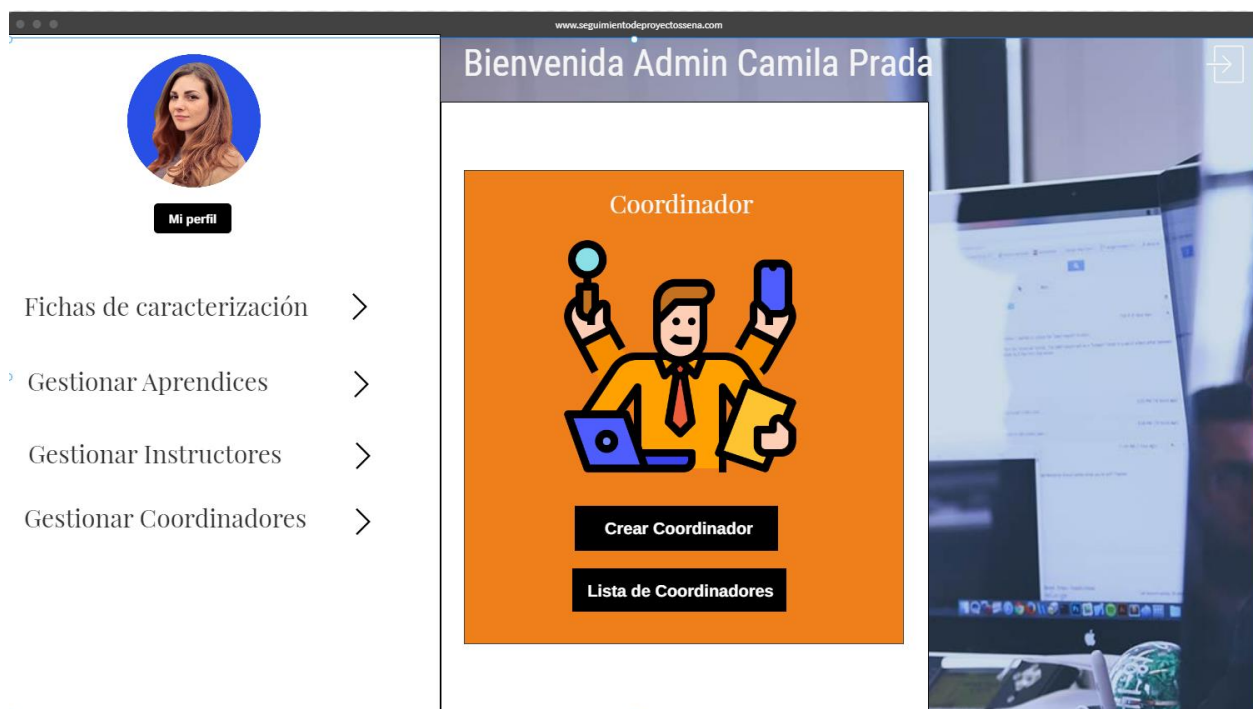 www.seguimientodeproyectossena.com
Bienvenida Admin Camila Prada
Mi perfil
Fichas de caracterización
Gestionar Aprendices
Gestionar Instructores
Gestionar Coordinadores
Coordinador
Crear Coordinador
Lista de Coordinadores